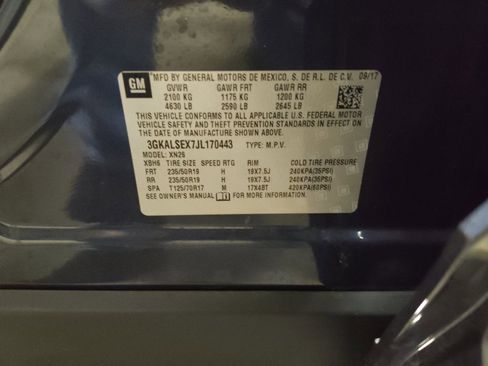 GM MFD BY GENERAL MOTORS DE MEXICO, S. DE R.L. DE C.V. 09/17
GVWR GAWR FRT GAWR RR
2100 KG 1175 KG 1200 KG
4630 LB 2590 LB 2645 LB
THIS VEHICLE CONFORMS TO ALL APPLICABLE U.S. FEDERAL MOTOR
VEHICLE SAFETY AND THEFT PREVENTION STANDARDS IN EFFECT ON THE
DATE OF MANUFACTURE SHOWN ABOVE.
3GKALSEX7JL170443 TYPE: M.P.V.
MODEL: XN26
XBH6 TIRE SIZE SPEED RTG RIM COLD TIRE PRESSURE
FRT 235/50R19 H 19X7.5J 240KPA(35PSI)
RR 235/50R19 H 19X7.5J 240KPA(35PSI)
SPA T125/70R17 M 17X4BT 420KPA(60PSI)
SEE OWNER'S MANUAL FOR MORE INFORMATION.